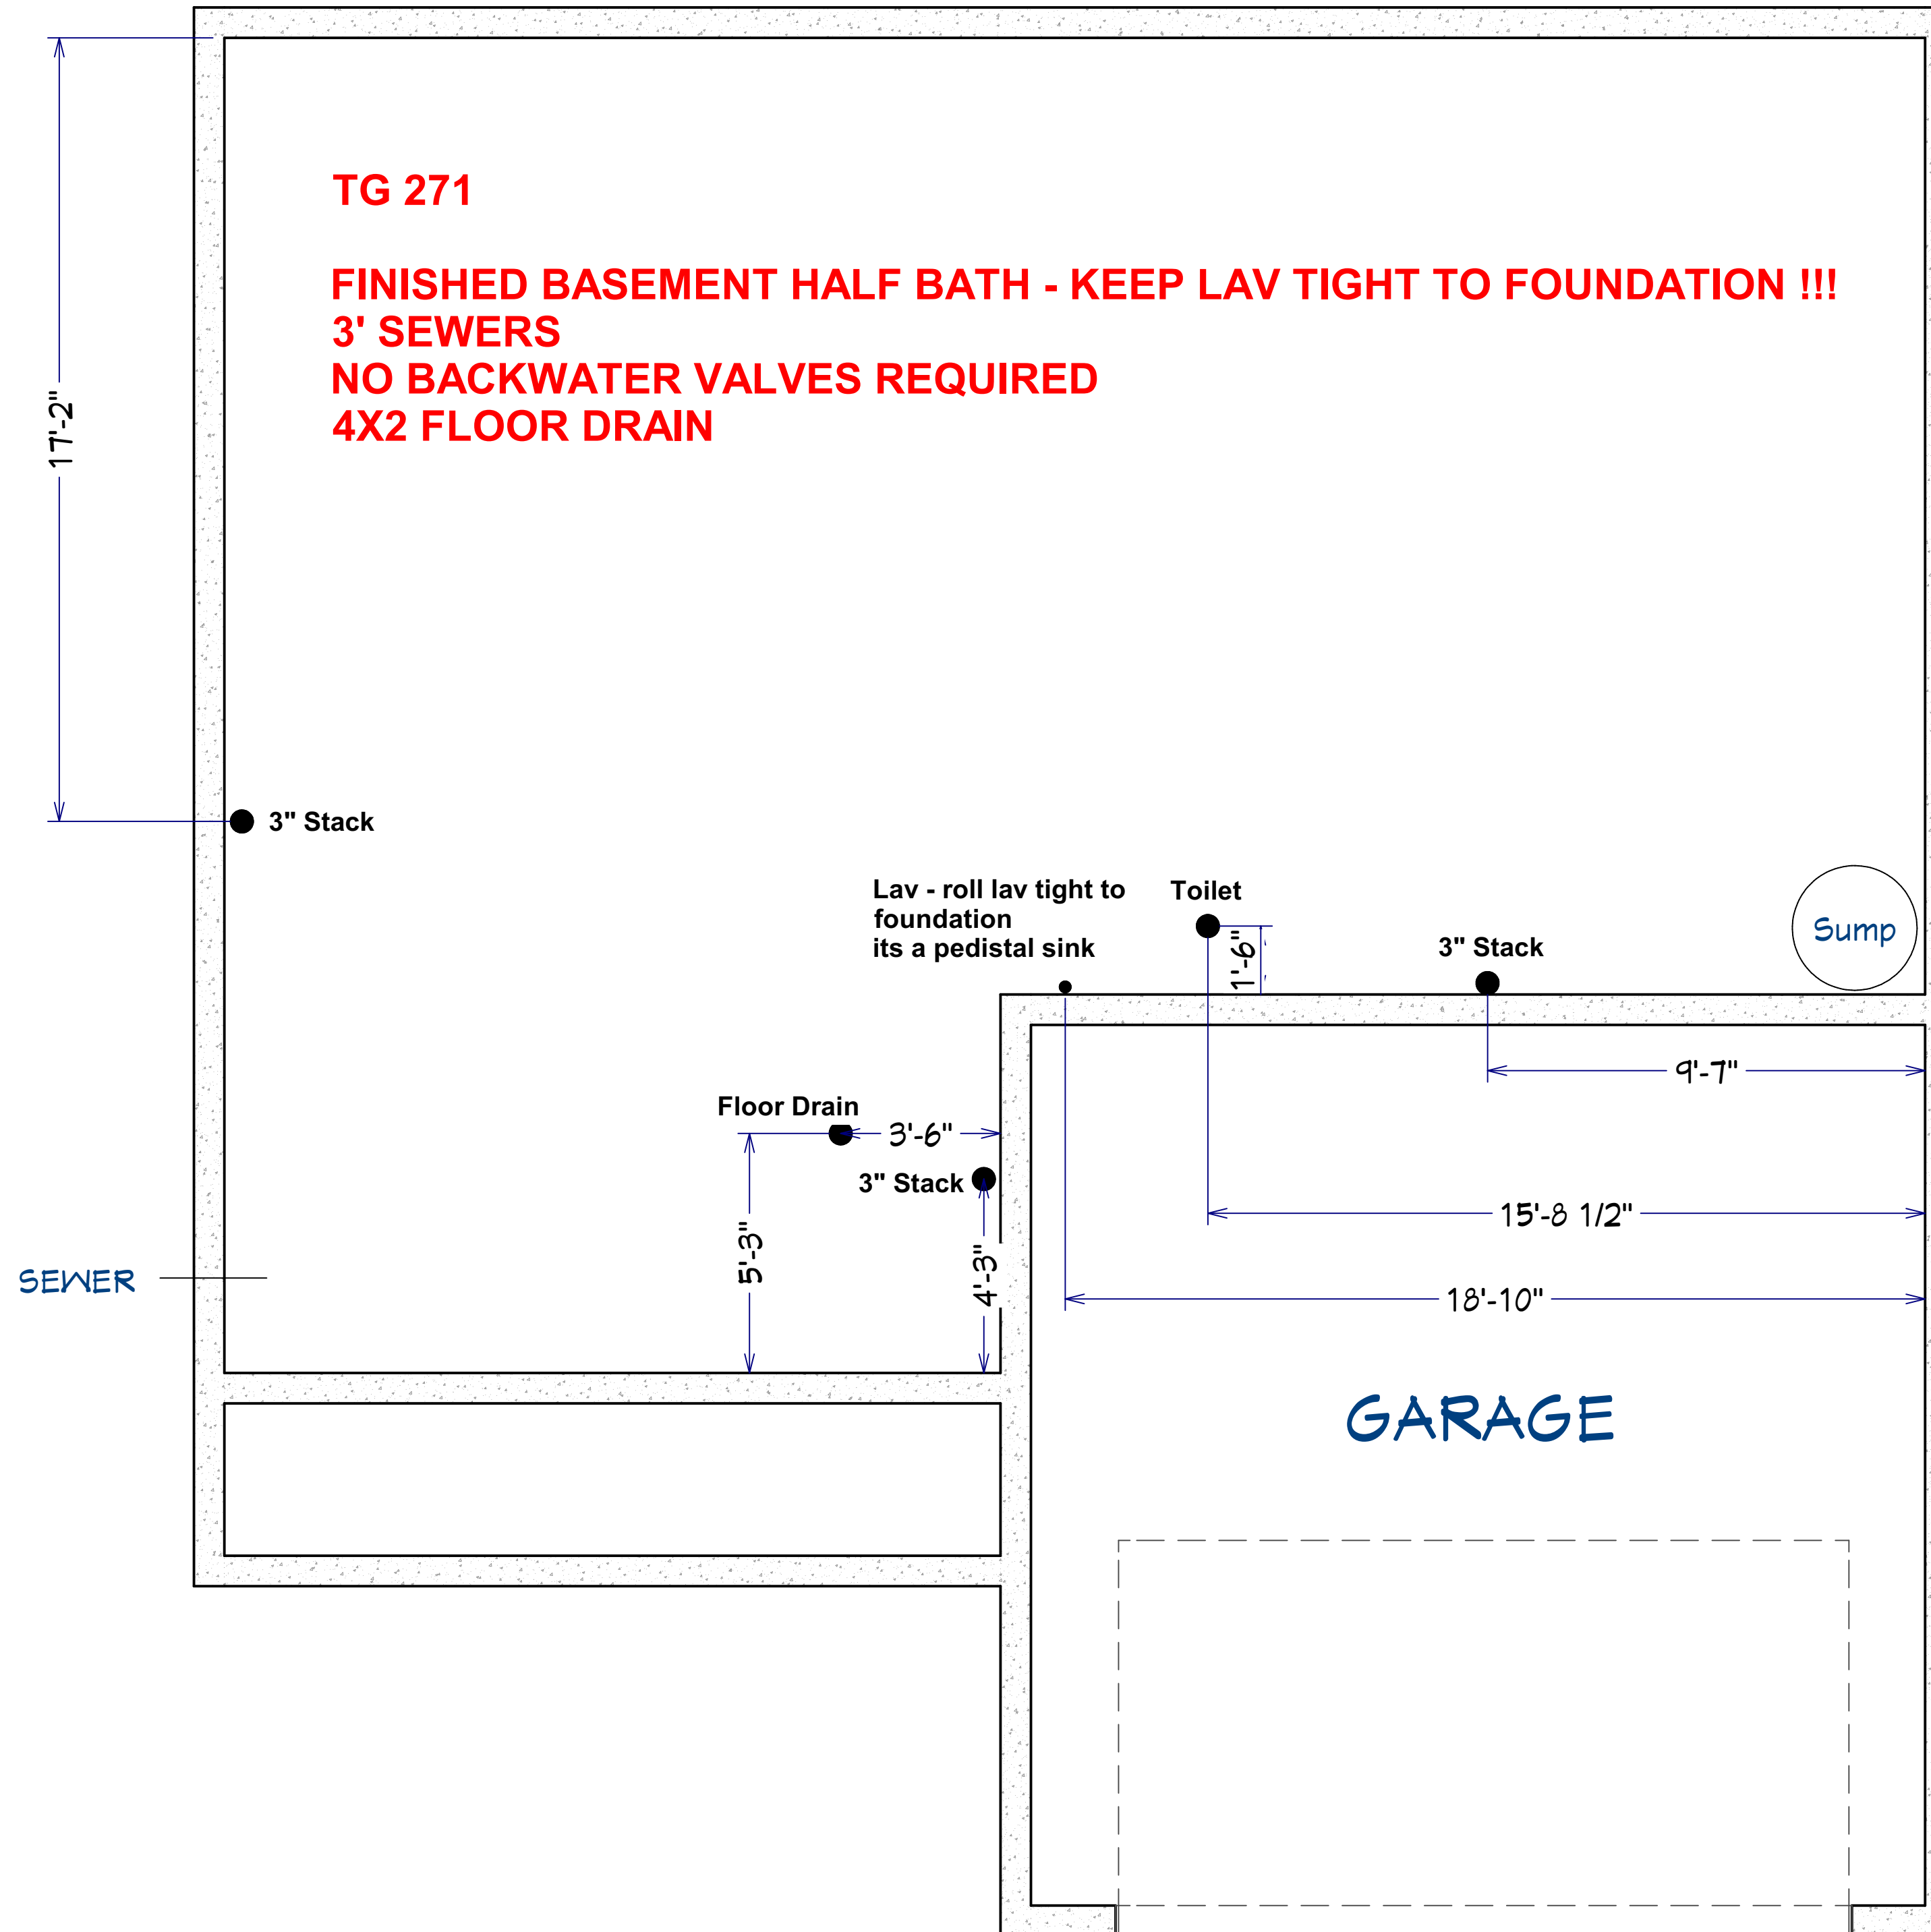 TG 271
FINISHED BASEMENT HALF BATH - KEEP LAV TIGHT TO FOUNDATION !!!
3' SEWERS
NO BACKWATER VALVES REQUIRED
4X2 FLOOR DRAIN
17'-2"
3" Stack
Lav - roll lav tight to
foundation
its a pedistal sink
Toilet
1'-6"
3" Stack
Sump
9'-7"
Floor Drain
3'-6"
3" Stack
15'-8 1/2"
5'-3"
4'-3"
SEWER
18'-10"
GARAGE